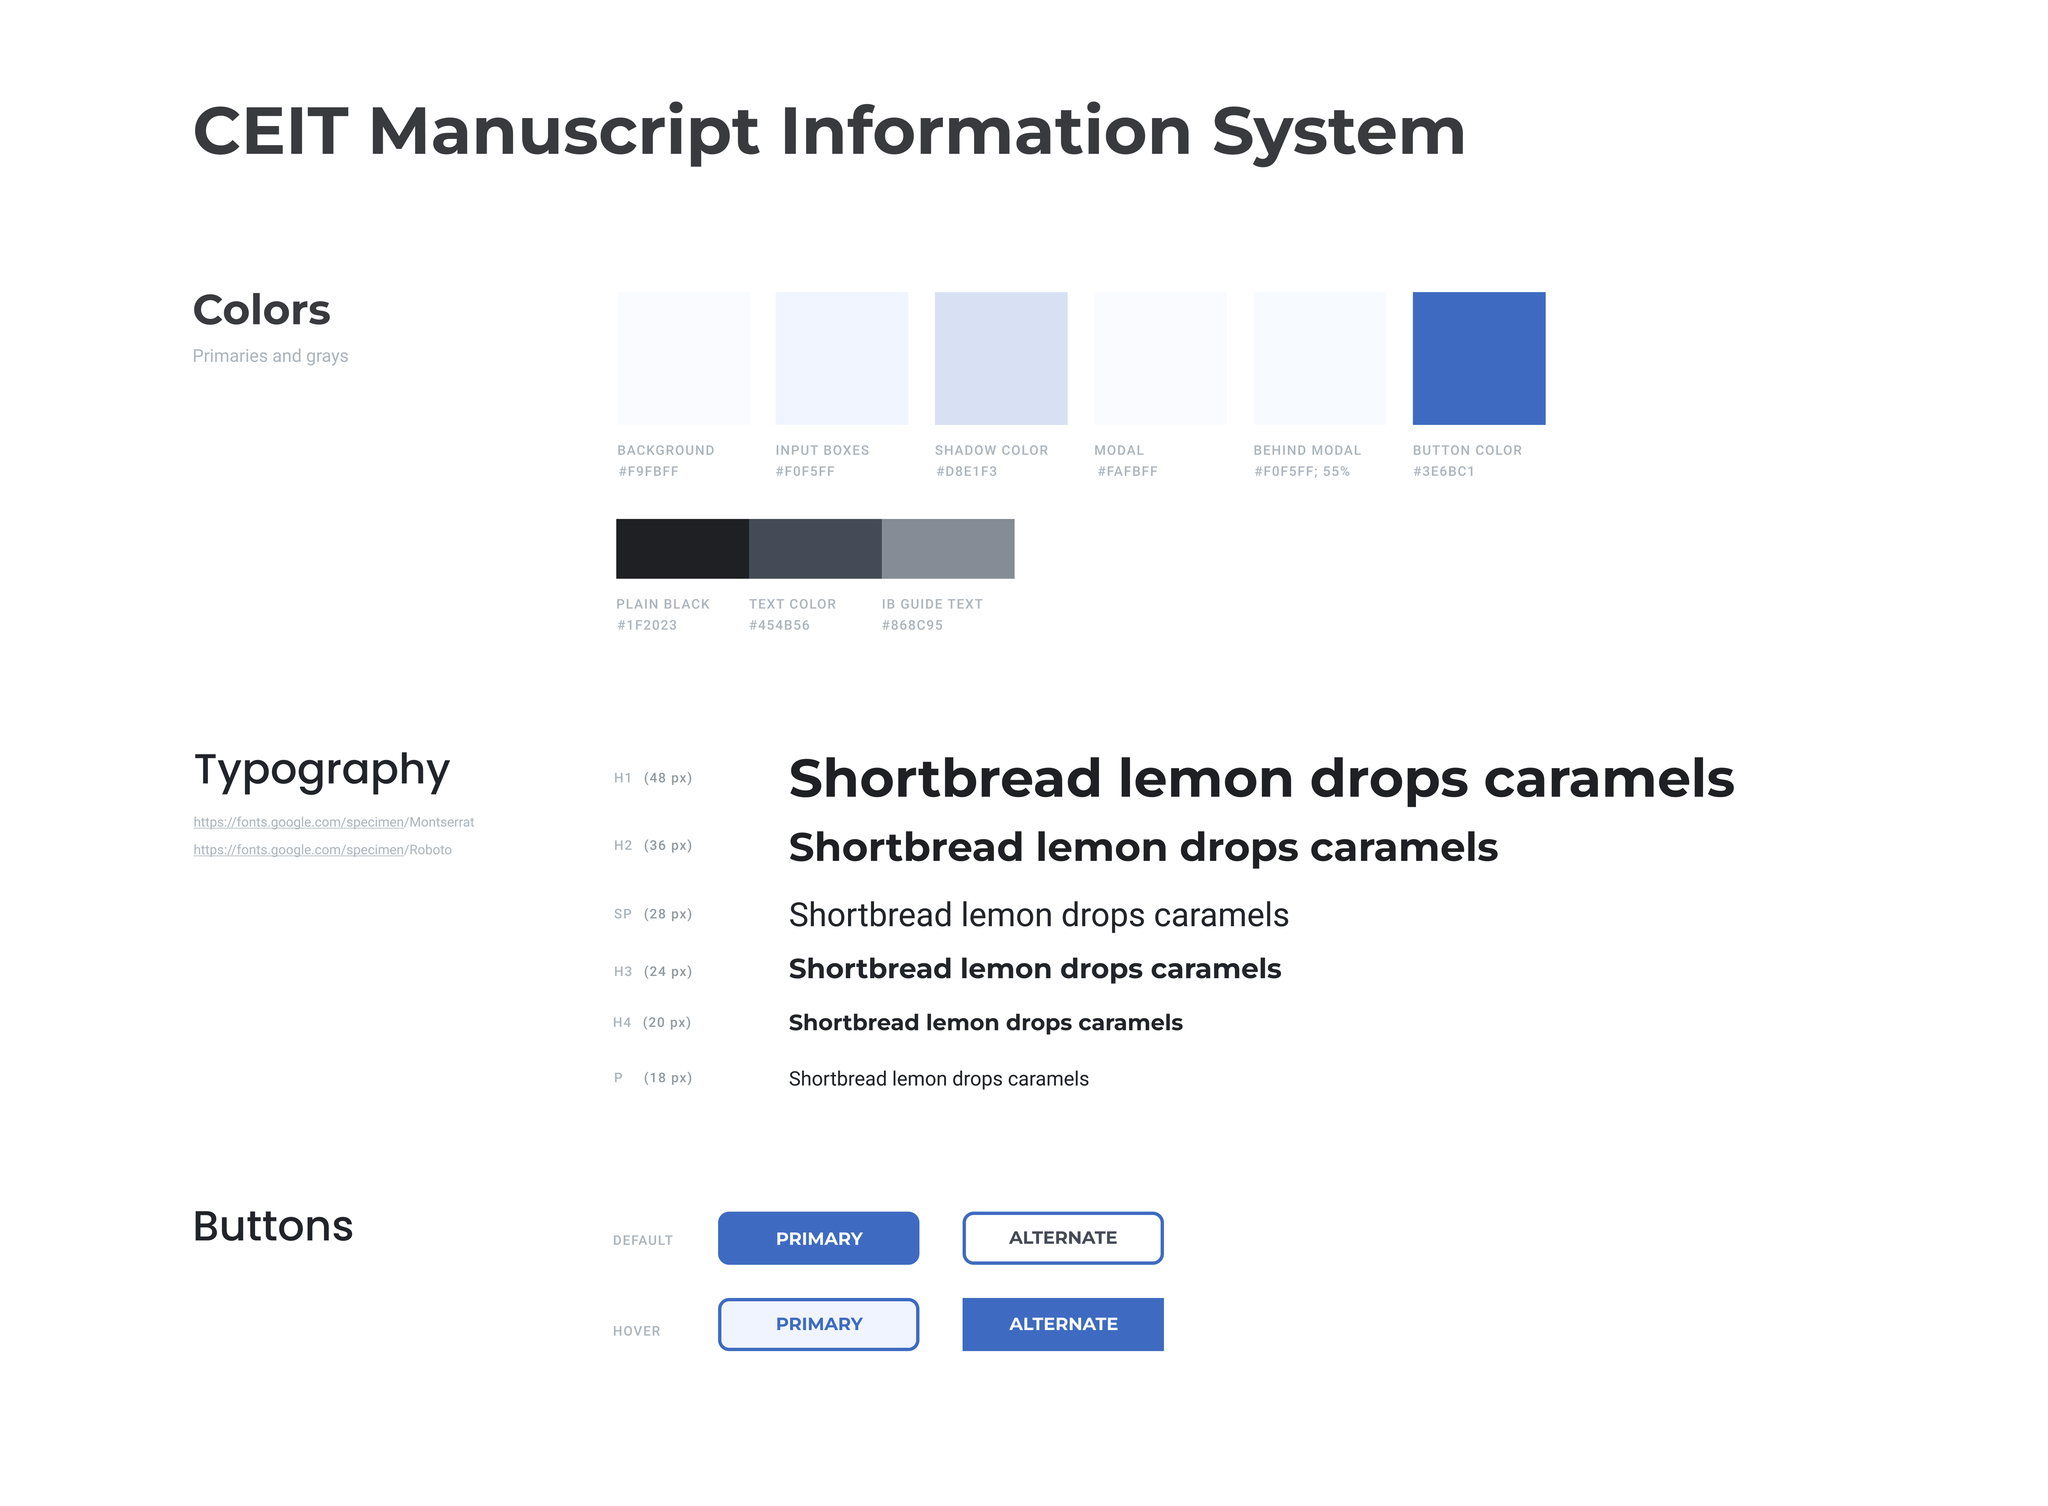 CEIT Manuscript Information System
Colors
Primaries and grays
BACKGROUND
#F9FBFF
INPUT BOXES
#F0F5FF
SHADOW COLOR
#D8E1F3
MODAL
#FAFBFF
BEHIND MODAL
#F0F5FF; 55%
BUTTON COLOR
#3E6BC1
PLAIN BLACK
#1F2023
TEXT COLOR
#454B56
IB GUIDE TEXT
#868C95
Typography
https://fonts.google.com/specimen/Montserrat
https://fonts.google.com/specimen/Roboto
H1 (48 px) Shortbread lemon drops caramels
H2 (36 px) Shortbread lemon drops caramels
SP (28 px) Shortbread lemon drops caramels
H3 (24 px) Shortbread lemon drops caramels
H4 (20 px) Shortbread lemon drops caramels
P (18 px) Shortbread lemon drops caramels
Buttons
DEFAULT PRIMARY ALTERNATE
HOVER PRIMARY ALTERNATE